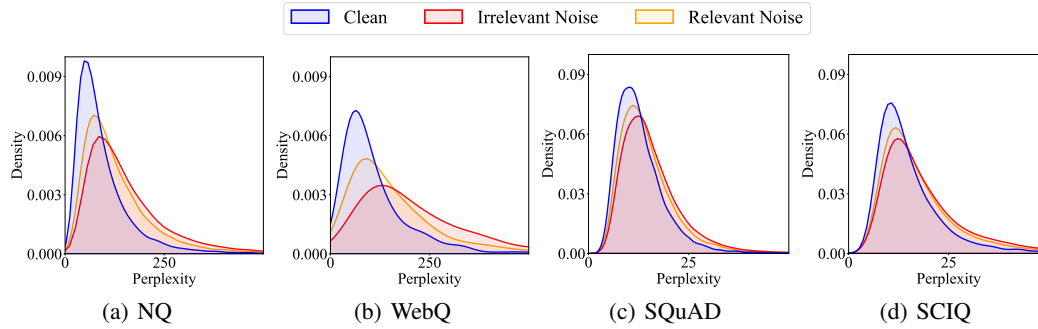 Clean Irrelevant Noise Relevant Noise
0.009
0.006
0.003
0.000
Density
0 250
Perplexity
(a) NQ
0.009
0.006
0.003
0.000
Density
0 250
Perplexity
(b) WebQ
0.09
0.06
0.03
0.00
Density
0 25
Perplexity
(c) SQuAD
0.09
0.06
0.03
0.00
Density
0 25
Perplexity
(d) SCIQ